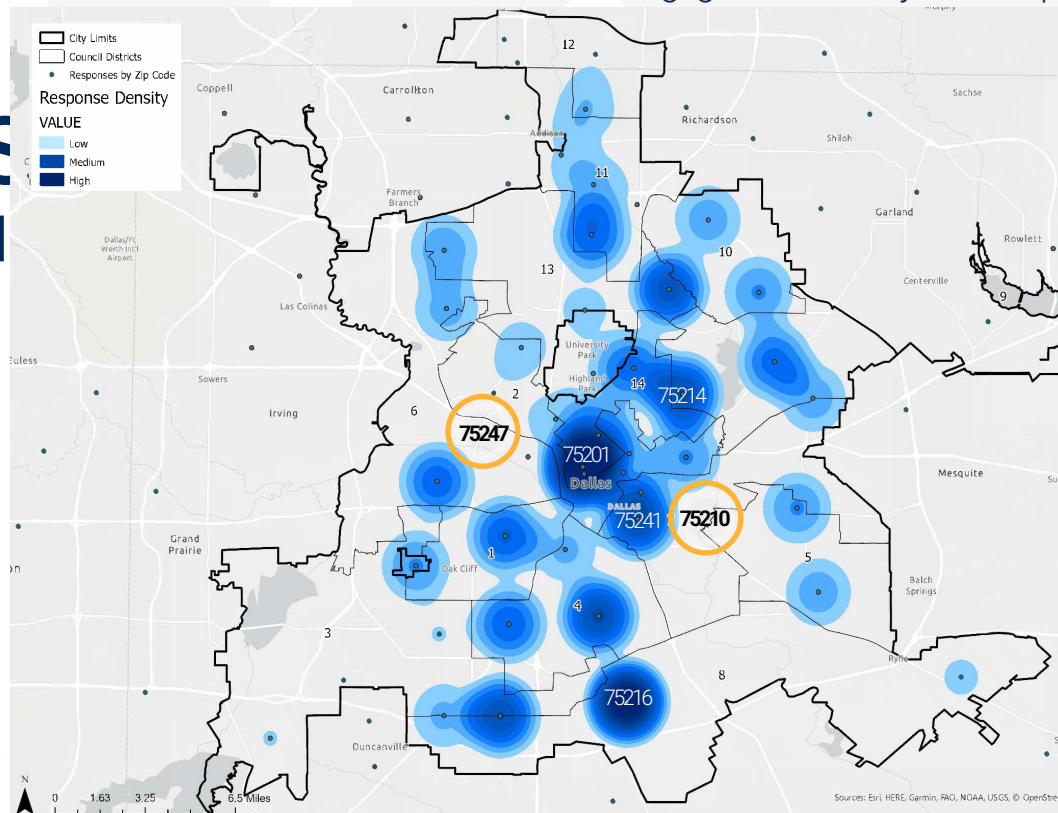 City Limits
Council Districts
Responses by Zip Code
Response Density
VALUE
Low
Medium
High
12
Coppell
Carrollton
Sachse
Richardson
Addison
Shiloh
11
Farmers
Branch
Garland
Dallas/Ft
Worth Int'l
Airport
10
Rowlett
13
Centerville
9
Las Colinas
University
Park
Euless
Sowers
Highland
Park
14
75214
2
6
Irving
75247
75201
Dallas
Mesquite
DALLAS
75241
75210
Grand
Prairie
1
Oak Cliff
5
Balch
Springs
4
3
8
75216
Duncanville
N
0 1.63 3.25 6.5 Miles
Sources: Esri, HERE, Garmin, FAO, NOAA, USGS, ©